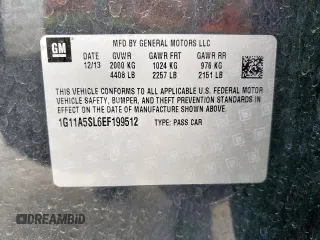 GM
MFD BY GENERAL MOTORS LLC
DATE GVWR GAWR FRT GAWR RR
12/13 2000 KG 1024 KG 976 KG
4408 LB 2257 LB 2151 LB
THIS VEHICLE CONFORMS TO ALL APPLICABLE U.S. FEDERAL MOTOR
VEHICLE SAFETY, BUMPER, AND THEFT PREVENTION STANDARDS IN
EFFECT ON THE DATE OF MANUFACTURE SHOWN ABOVE.
1G11A5SL6EF199512 TYPE: PASS CAR
DREAMBID